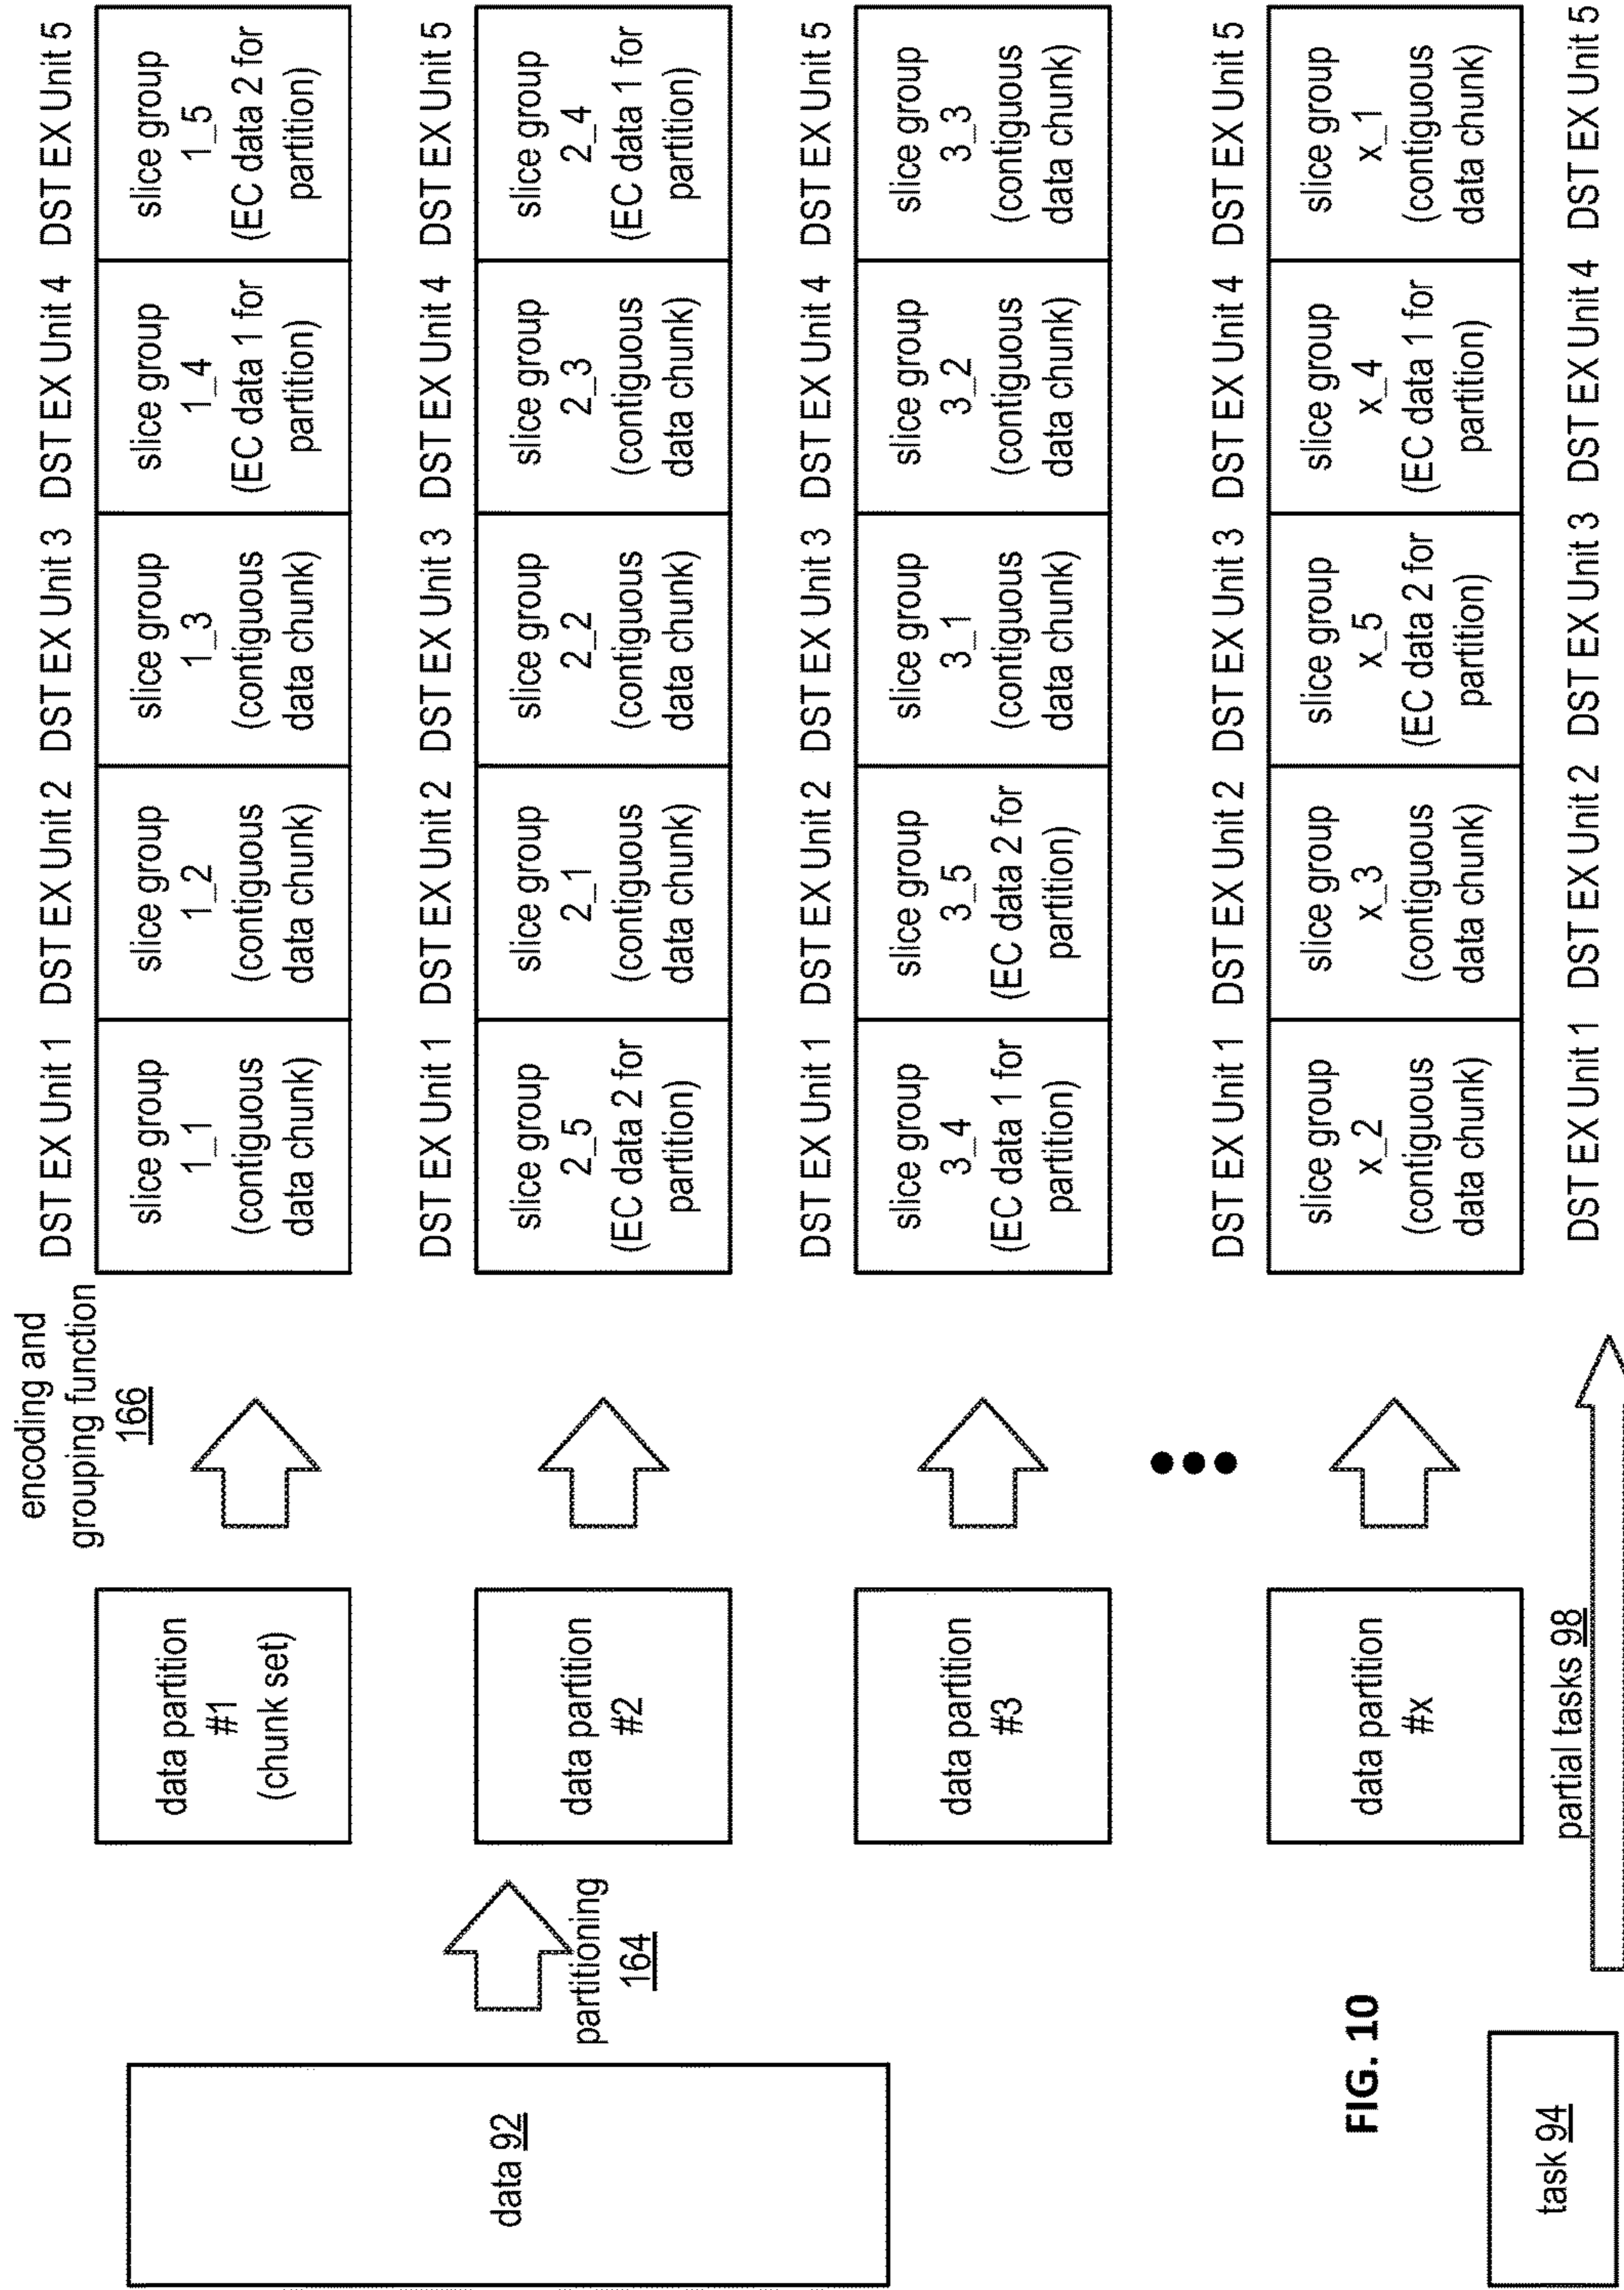 encoding and
grouping function
166
data 92
partitioning
164
data partition
#1
(chunk set)
DST EX Unit 1 DST EX Unit 2 DST EX Unit 3 DST EX Unit 4 DST EX Unit 5
slice group
1_1
(contiguous
data chunk)
slice group
1_2
(contiguous
data chunk)
slice group
1_3
(contiguous
data chunk)
slice group
1_4
(EC data 1 for
partition)
slice group
1_5
(EC data 2 for
partition)
data partition
#2
DST EX Unit 1 DST EX Unit 2 DST EX Unit 3 DST EX Unit 4 DST EX Unit 5
slice group
2_5
(EC data 2 for
partition)
slice group
2_1
(contiguous
data chunk)
slice group
2_2
(contiguous
data chunk)
slice group
2_3
(contiguous
data chunk)
slice group
2_4
(EC data 1 for
partition)
data partition
#3
DST EX Unit 1 DST EX Unit 2 DST EX Unit 3 DST EX Unit 4 DST EX Unit 5
slice group
3_4
(EC data 1 for
partition)
slice group
3_5
(EC data 2 for
partition)
slice group
3_1
(contiguous
data chunk)
slice group
3_2
(contiguous
data chunk)
slice group
3_3
(contiguous
data chunk)
data partition
#x
DST EX Unit 1 DST EX Unit 2 DST EX Unit 3 DST EX Unit 4 DST EX Unit 5
slice group
x_2
(contiguous
data chunk)
slice group
x_3
(contiguous
data chunk)
slice group
x_5
(EC data 2 for
partition)
slice group
x_4
(EC data 1 for
partition)
slice group
x_1
(contiguous
data chunk)
FIG. 10
task 94
partial tasks 98
DST EX Unit 1 DST EX Unit 2 DST EX Unit 3 DST EX Unit 4 DST EX Unit 5